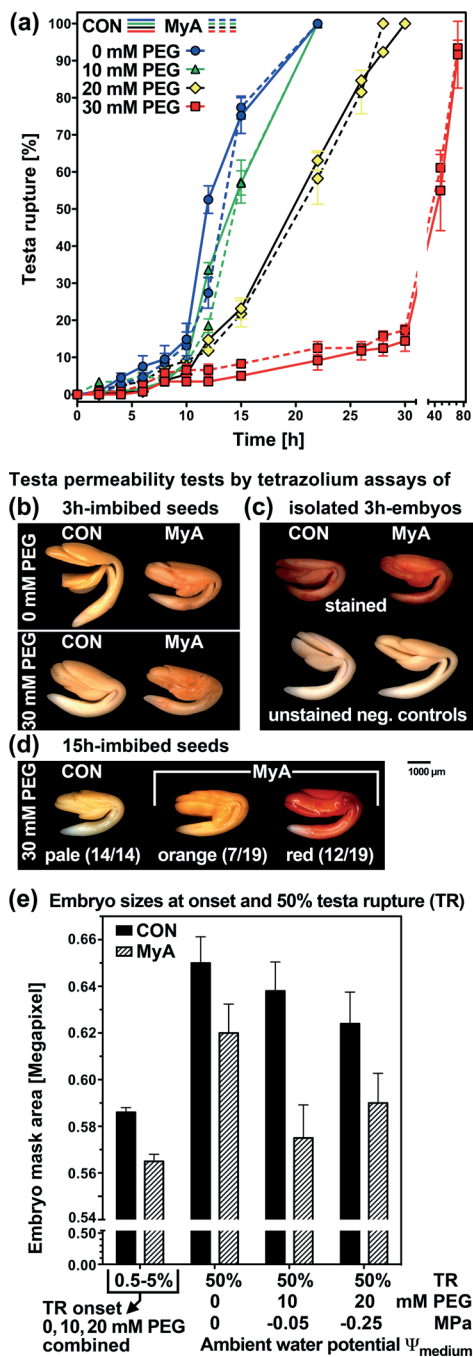 (a)
CON MyA
0 mM PEG
10 mM PEG
20 mM PEG
30 mM PEG
Testa rupture [%]
100
90
80
70
60
50
40
30
20
10
0
0 5 10 15 20 25 30 40 60 80
Time [h]
Testa permeability tests by tetrazolium assays of
(b) 3h-imbibed seeds
CON MyA
0 mM PEG
30 mM PEG
(c) isolated 3h-embryos
CON MyA
stained
unstained neg. controls
(d) 15h-imbibed seeds
CON MyA
30 mM PEG
pale (14/14) orange (7/19) red (12/19)
1000 µm
(e) Embryo sizes at onset and 50% testa rupture (TR)
CON
MyA
Embryo mask area [Megapixel]
0.66
0.64
0.62
0.60
0.58
0.56
0.54
0.50
0.00
0.5-5% 50% 50% 50% TR
TR onset 0 10 20 mM PEG
0, 10, 20 mM PEG 0 -0.05 -0.25 MPa
combined Ambient water potential Ψmedium